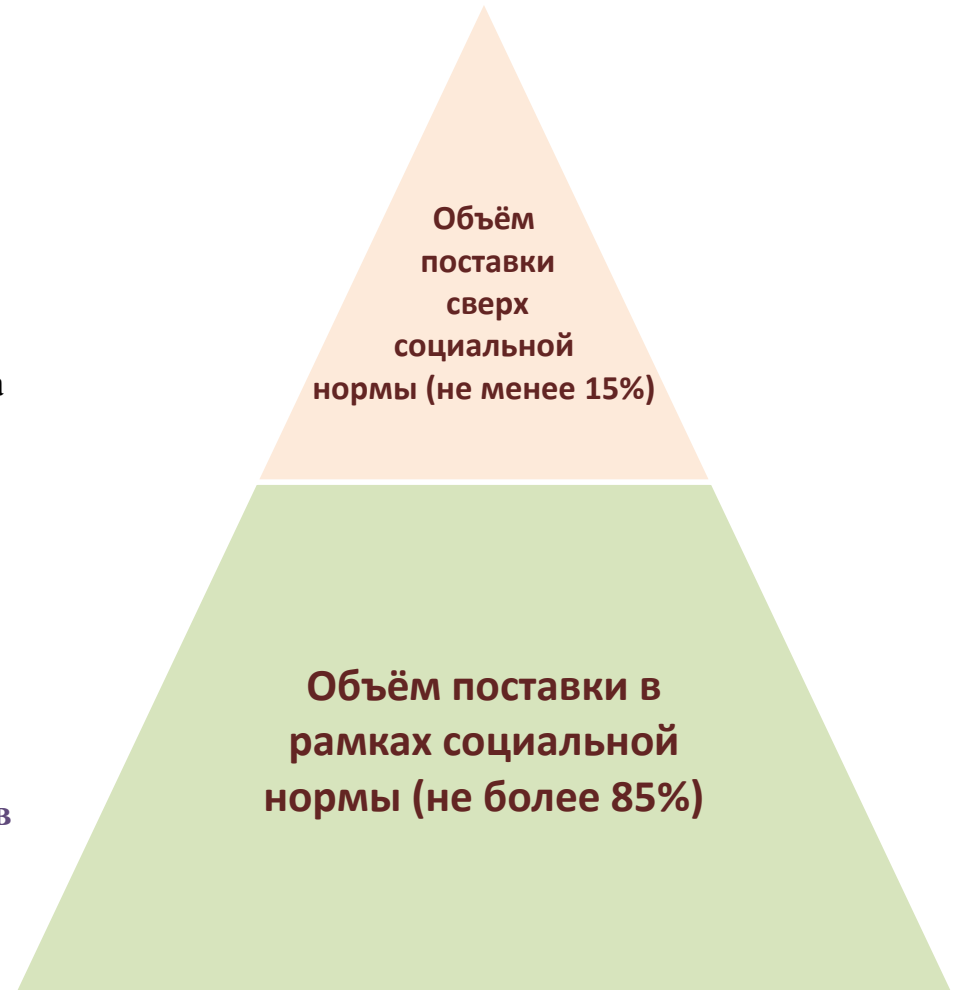 Объём
поставки
сверх
социальной
нормы (не менее 15%)
а
Объём поставки в
рамках социальной
нормы (не более 85%)
в